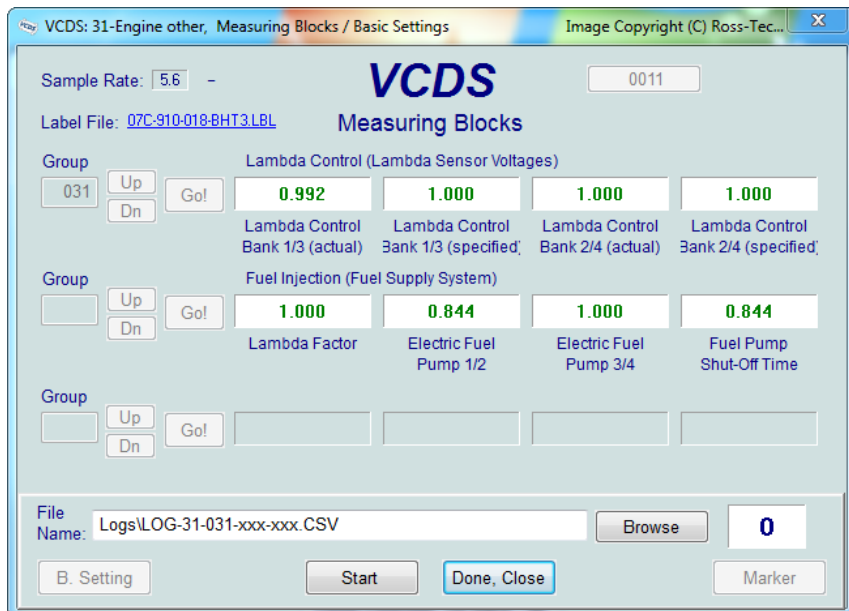 VCDS: 31-Engine other, Measuring Blocks / Basic Settings Image Copyright (C) Ross-Tec... X
Sample Rate: 5.6 –
VCDS
0011
Label File: 07C-910-018-BHT3.LBL
Measuring Blocks
Group Lambda Control (Lambda Sensor Voltages)
031 Up Dn Go! 0.992 1.000 1.000 1.000
Lambda Control Lambda Control Lambda Control Lambda Control
Bank 1/3 (actual) Bank 1/3 (specified) Bank 2/4 (actual) Bank 2/4 (specified)
Group Fuel Injection (Fuel Supply System)
Up Dn Go! 1.000 0.844 1.000 0.844
Lambda Factor Electric Fuel Electric Fuel Fuel Pump
Pump 1/2 Pump 3/4 Shut-Off Time
Group
Up Dn Go!
File Name: Logs\LOG-31-031-xxx-xxx.CSV Browse 0
B. Setting Start Done, Close Marker